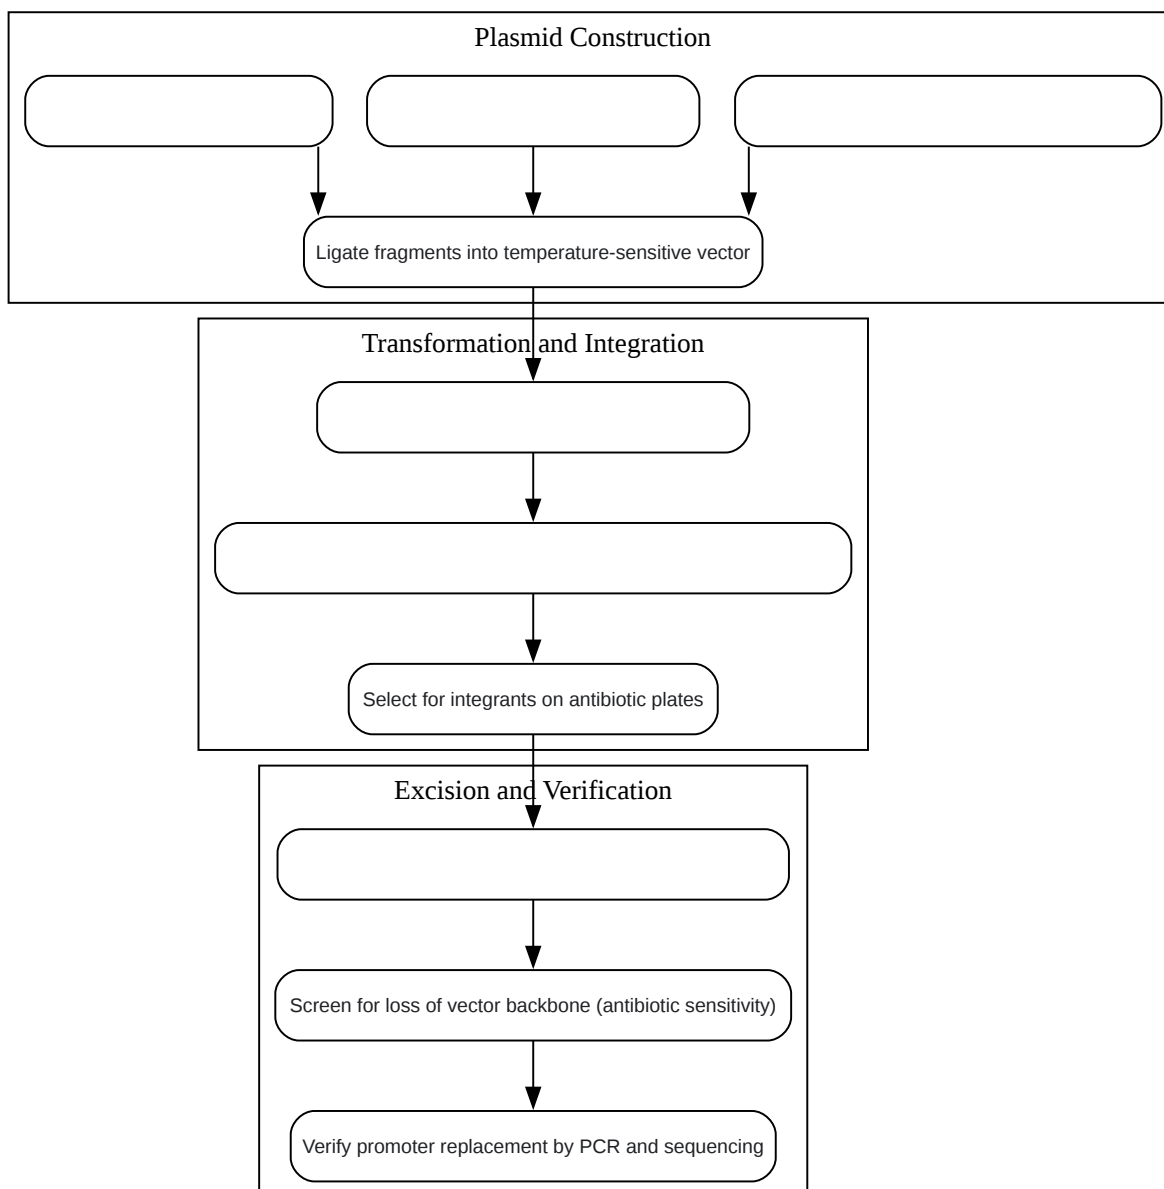 Plasmid Construction
Ligate fragments into temperature-sensitive vector
Transformation and Integration
Select for integrants on antibiotic plates
Excision and Verification
Screen for loss of vector backbone (antibiotic sensitivity)
Verify promoter replacement by PCR and sequencing